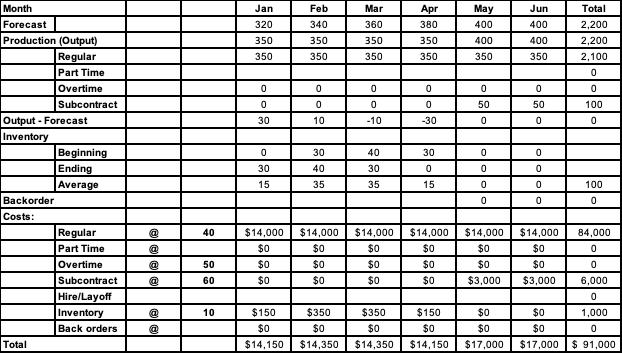 Month Jan Feb Mar Apr May Jun Total
Forecast 320 340 360 380 400 400 2,200
Production (Output) 350 350 350 350 400 400 2,200
Regular 350 350 350 350 350 350 2,100
Part Time 0
Overtime 0 0 0 0 0 0 0
Subcontract 0 0 0 0 50 50 100
Output - Forecast 30 10 -10 -30 0 0 0
Inventory
Beginning 0 30 40 30 0 0
Ending 30 40 30 0 0 0
Average 15 35 35 15 0 0 100
Backorder 0 0 0
Costs:
Regular @ 40 $14,000 $14,000 $14,000 $14,000 $14,000 $14,000 84,000
Part Time @ $0 $0 $0 $0 $0 $0 0
Overtime @ 50 $0 $0 $0 $0 $0 $0 0
Subcontract @ 60 $0 $0 $0 $0 $3,000 $3,000 6,000
Hire/Layoff 0
Inventory @ 10 $150 $350 $350 $150 $0 $0 1,000
Back orders @ $0 $0 $0 $0 $0 $0 0
Total $14,150 $14,350 $14,350 $14,150 $17,000 $17,000 $ 91,000